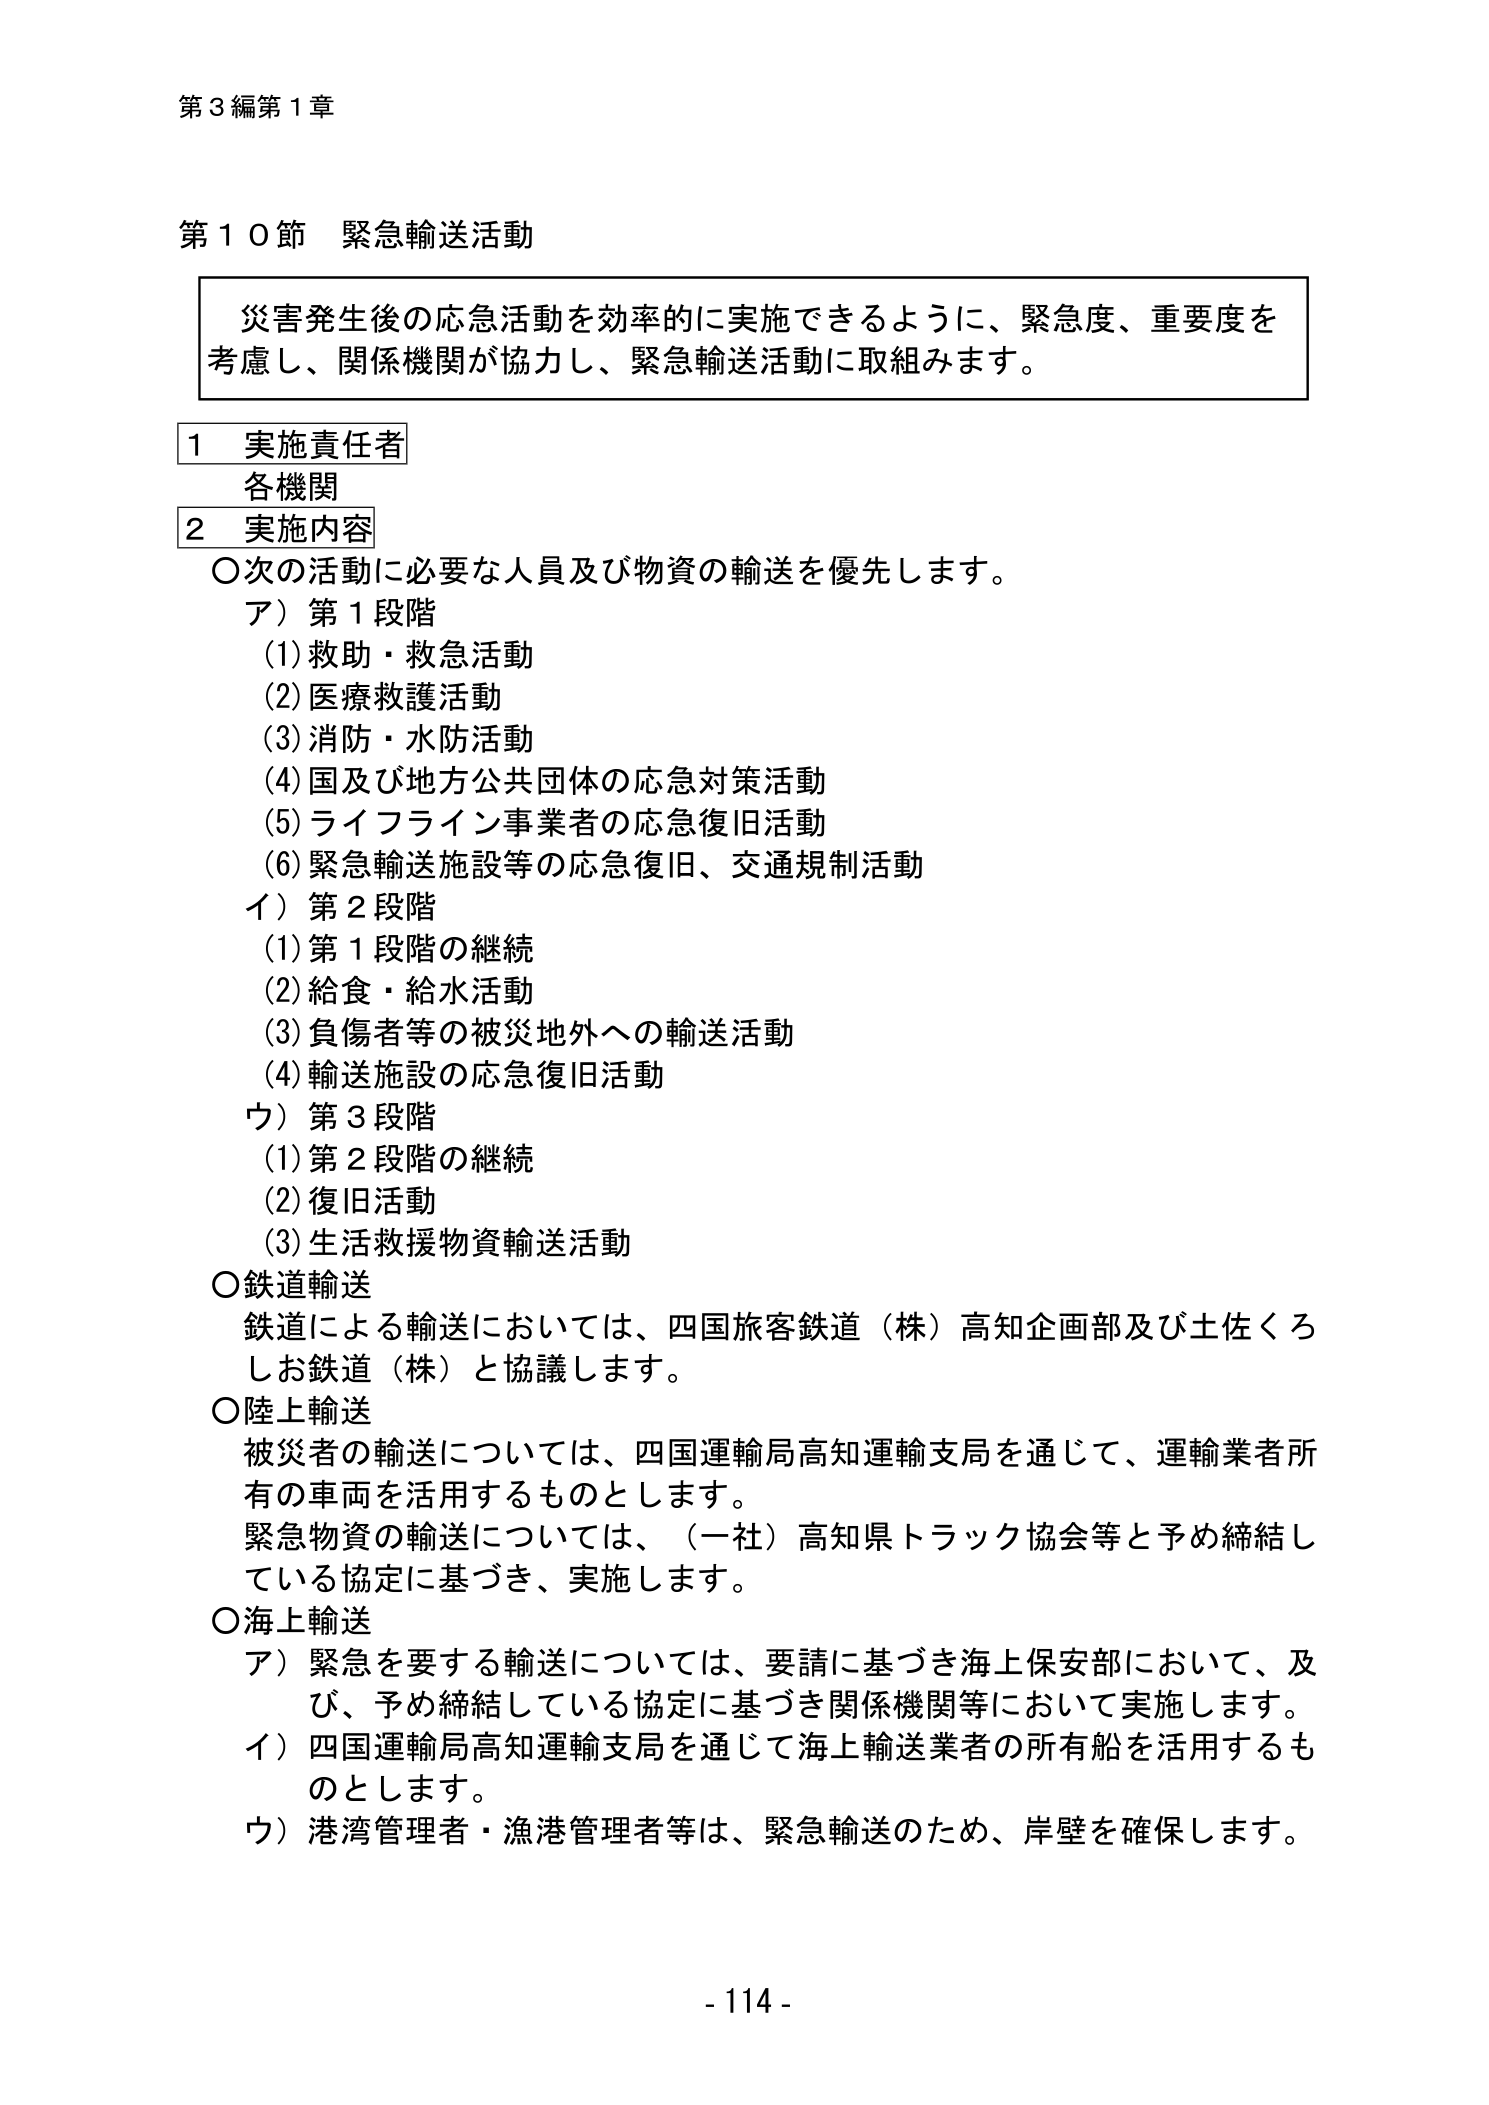 第３編第１章
第１０節　緊急輸送活動
　災害発生後の応急活動を効率的に実施できるように、緊急度、重要度を
考慮し、関係機関が協力し、緊急輸送活動に取組みます。
１　実施責任者
各機関
２　実施内容
○次の活動に必要な人員及び物資の輸送を優先します。
ア）第１段階
(1)救助・救急活動
(2)医療救護活動
(3)消防・水防活動
(4)国及び地方公共団体の応急対策活動
(5)ライフライン事業者の応急復旧活動
(6)緊急輸送施設等の応急復旧、交通規制活動
イ）第２段階
(1)第１段階の継続
(2)給食・給水活動
(3)負傷者等の被災地外への輸送活動
(4)輸送施設の応急復旧活動
ウ）第３段階
(1)第２段階の継続
(2)復旧活動
(3)生活救援物資輸送活動
○鉄道輸送
鉄道による輸送においては、四国旅客鉄道（株）高知企画部及び土佐くろ
しお鉄道（株）と協議します。
○陸上輸送
被災者の輸送については、四国運輸局高知運輸支局を通じて、運輸業者所
有の車両を活用するものとします。
緊急物資の輸送については、（一社）高知県トラック協会等と予め締結し
ている協定に基づき、実施します。
○海上輸送
ア）緊急を要する輸送については、要請に基づき海上保安部において、及
び、予め締結している協定に基づき関係機関等において実施します。
イ）四国運輸局高知運輸支局を通じて海上輸送業者の所有船を活用するも
のとします。
ウ）港湾管理者・漁港管理者等は、緊急輸送のため、岸壁を確保します。
- 114 -